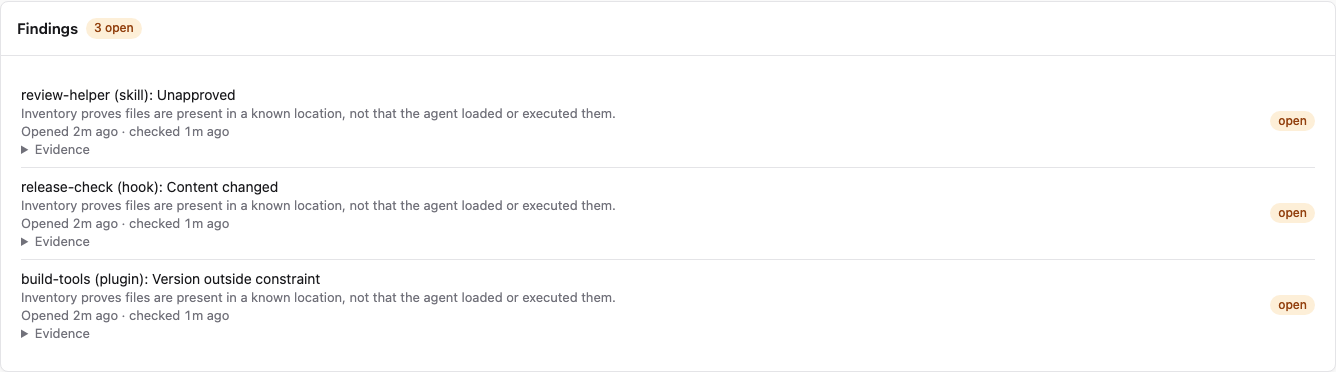 Findings 3 open
review-helper (skill): Unapproved
Inventory proves files are present in a known location, not that the agent loaded or executed them.
Opened 2m ago · checked 1m ago
open
▶ Evidence
release-check (hook): Content changed
Inventory proves files are present in a known location, not that the agent loaded or executed them.
Opened 2m ago · checked 1m ago
open
▶ Evidence
build-tools (plugin): Version outside constraint
Inventory proves files are present in a known location, not that the agent loaded or executed them.
Opened 2m ago · checked 1m ago
open
▶ Evidence